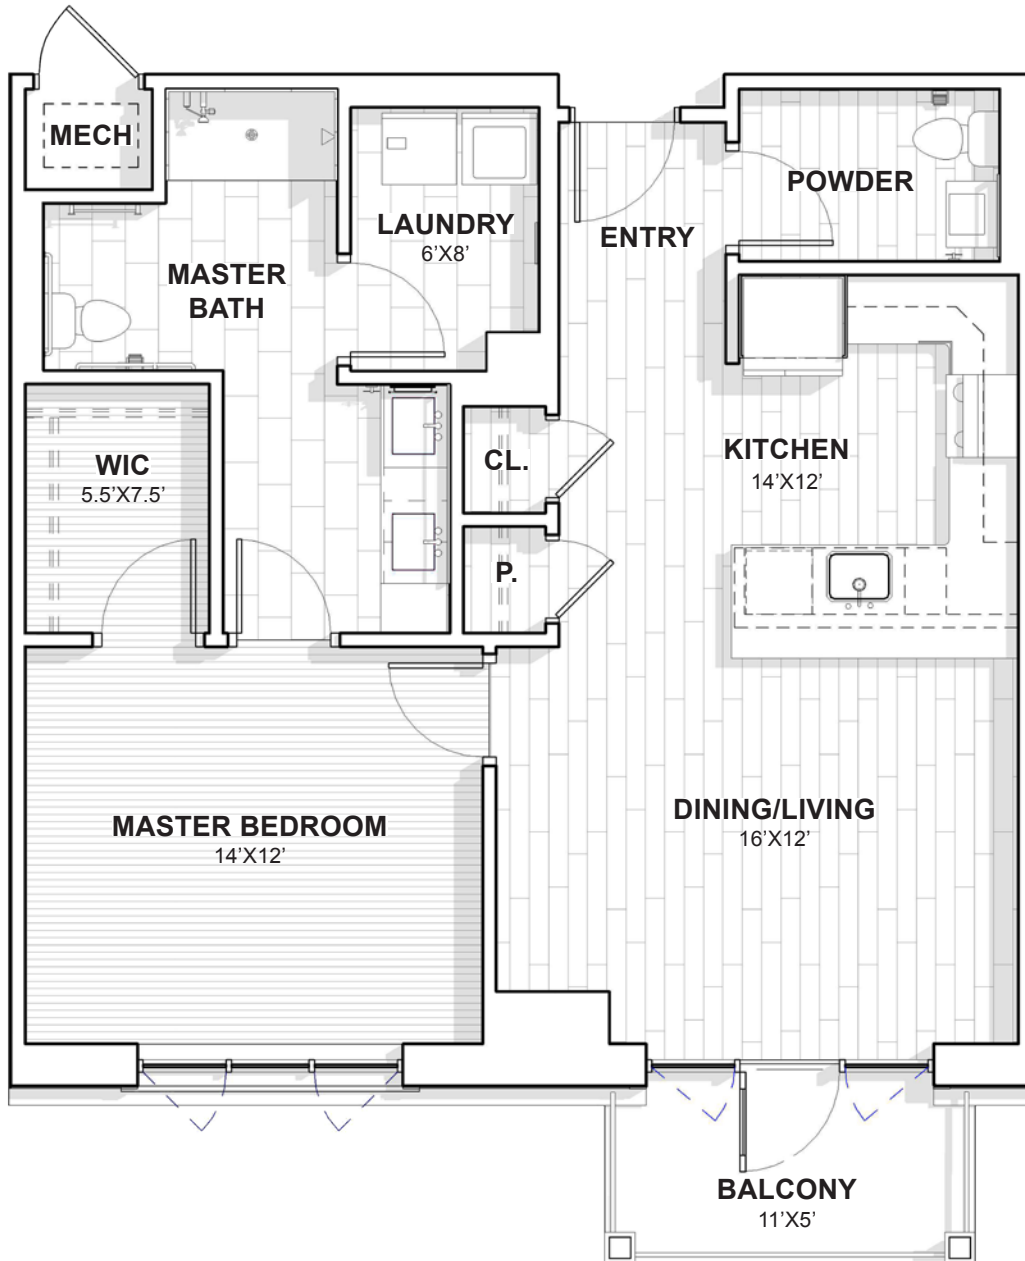 MECH
POWDER
LAUNDRY
6'X8'
ENTRY
MASTER
BATH
KITCHEN
14'X12'
CL.
WIC
5.5'X7.5'
P.
DINING/LIVING
16'X12'
MASTER BEDROOM
14'X12'
BALCONY
11'X5'